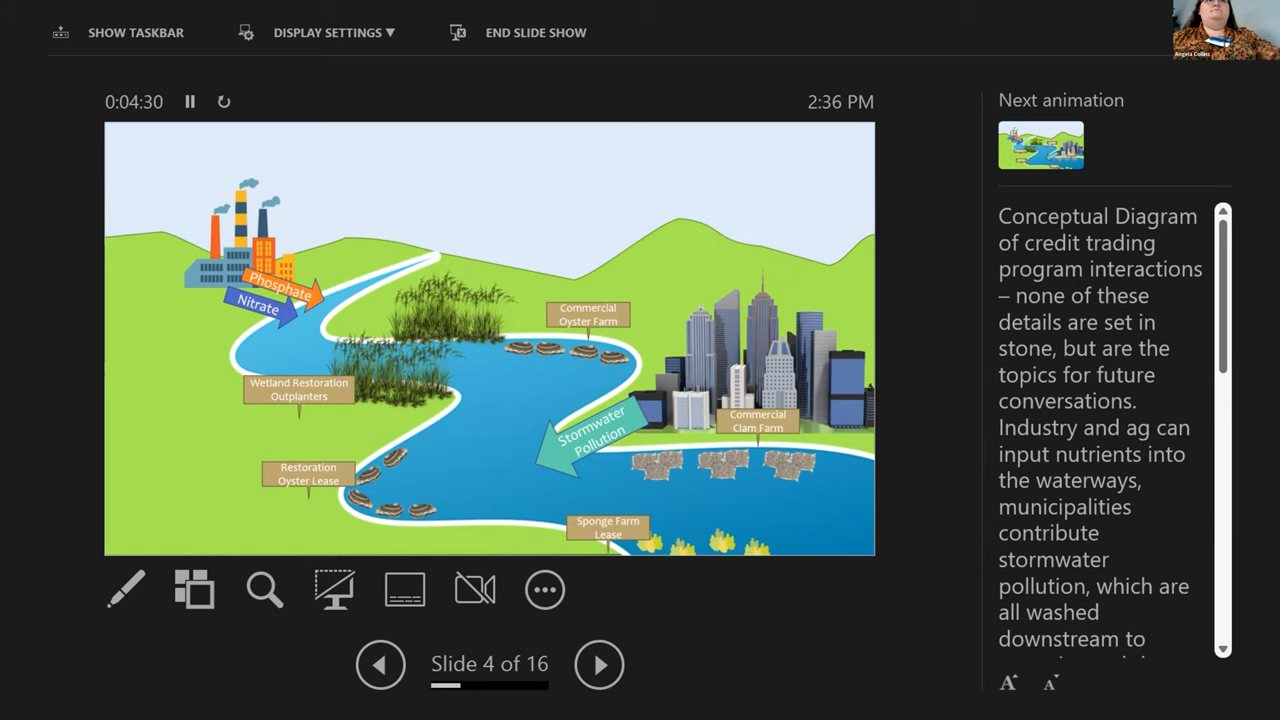 SHOW TASKBAR
DISPLAY SETTINGS ▼
END SLIDE SHOW
Angela Collins
0:04:30
2:36 PM
Next animation
Phosphate
Nitrate
Commercial
Oyster Farm
Wetland Restoration
Outplanters
Stormwater
Pollution
Commercial
Clam Farm
Restoration
Oyster Lease
Sponge Farm
Lease
Conceptual Diagram
of credit trading
program interactions
– none of these
details are set in
stone, but are the
topics for future
conversations.
Industry and ag can
input nutrients into
the waterways,
municipalities
contribute
stormwater
pollution, which are
all washed
downstream to
Slide 4 of 16
A
A